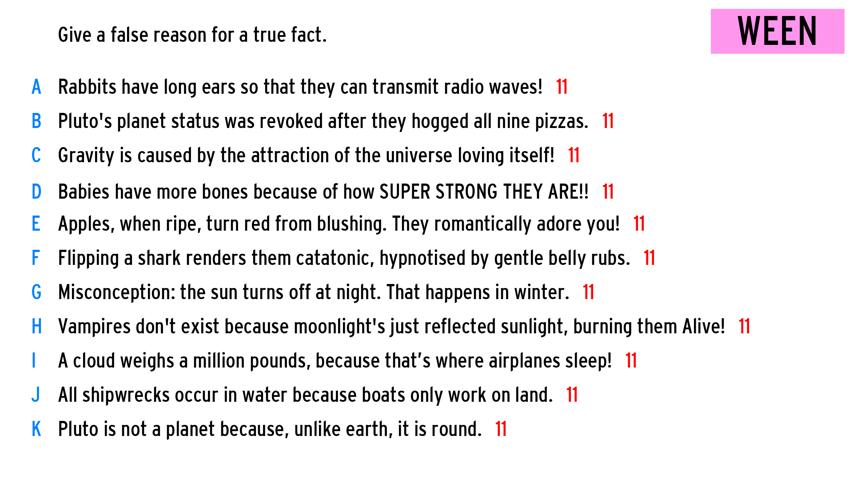 Give a false reason for a true fact.
WEEN
A Rabbits have long ears so that they can transmit radio waves! 11
B Pluto's planet status was revoked after they hogged all nine pizzas. 11
C Gravity is caused by the attraction of the universe loving itself! 11
D Babies have more bones because of how SUPER STRONG THEY ARE!! 11
E Apples, when ripe, turn red from blushing. They romantically adore you! 11
F Flipping a shark renders them catatonic, hypnotised by gentle belly rubs. 11
G Misconception: the sun turns off at night. That happens in winter. 11
H Vampires don't exist because moonlight's just reflected sunlight, burning them Alive! 11
I A cloud weighs a million pounds, because that’s where airplanes sleep! 11
J All shipwrecks occur in water because boats only work on land. 11
K Pluto is not a planet because, unlike earth, it is round. 11